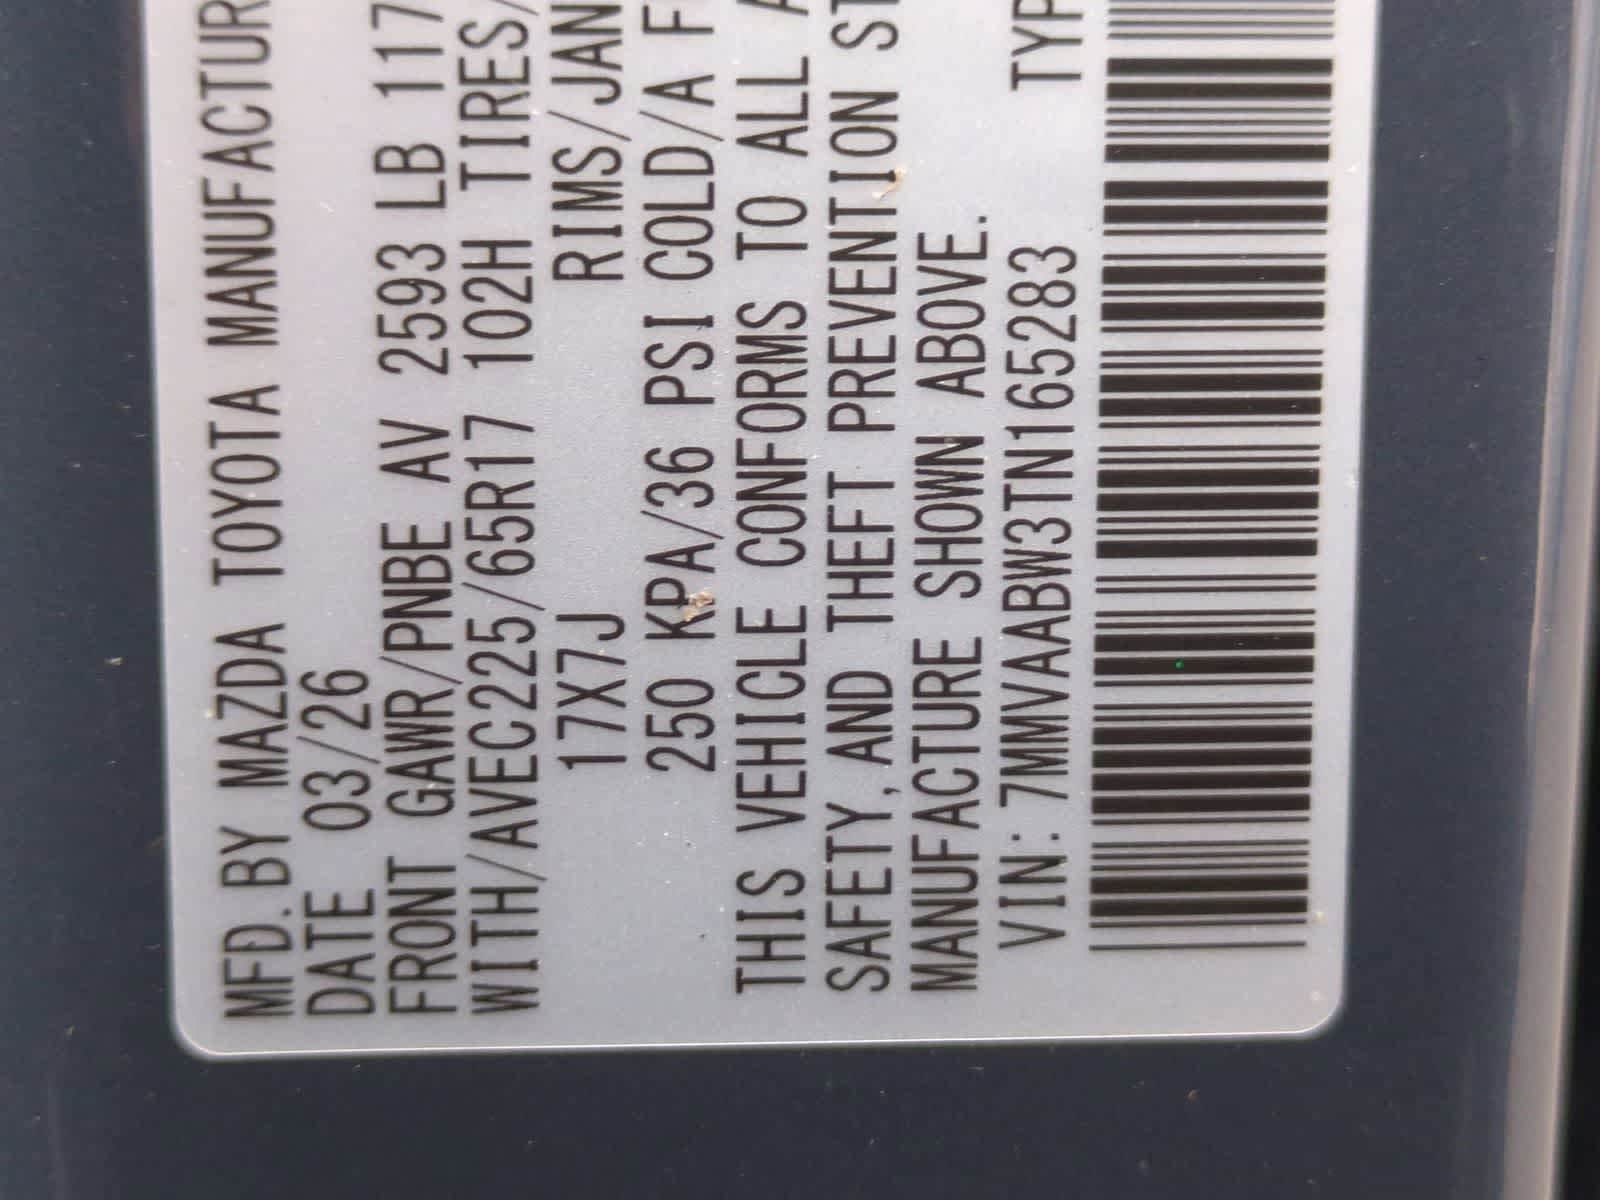 MFD.BY MAZDA TOYOTA MANUFACTUR
DATE 03/26
FRONT GAWR/PNBE AV 2593 LB 117
WITH/AVEC225/65R17 102H TIRES/
17X7J RIMS/JAN
250 KPA/36 PSI COLD/A F
THIS VEHICLE CONFORMS TO ALL A
SAFETY, AND THEFT PREVENTION ST
MANUFACTURE SHOWN ABOVE.
VIN: 7MMVAABW3TN165283 TYP